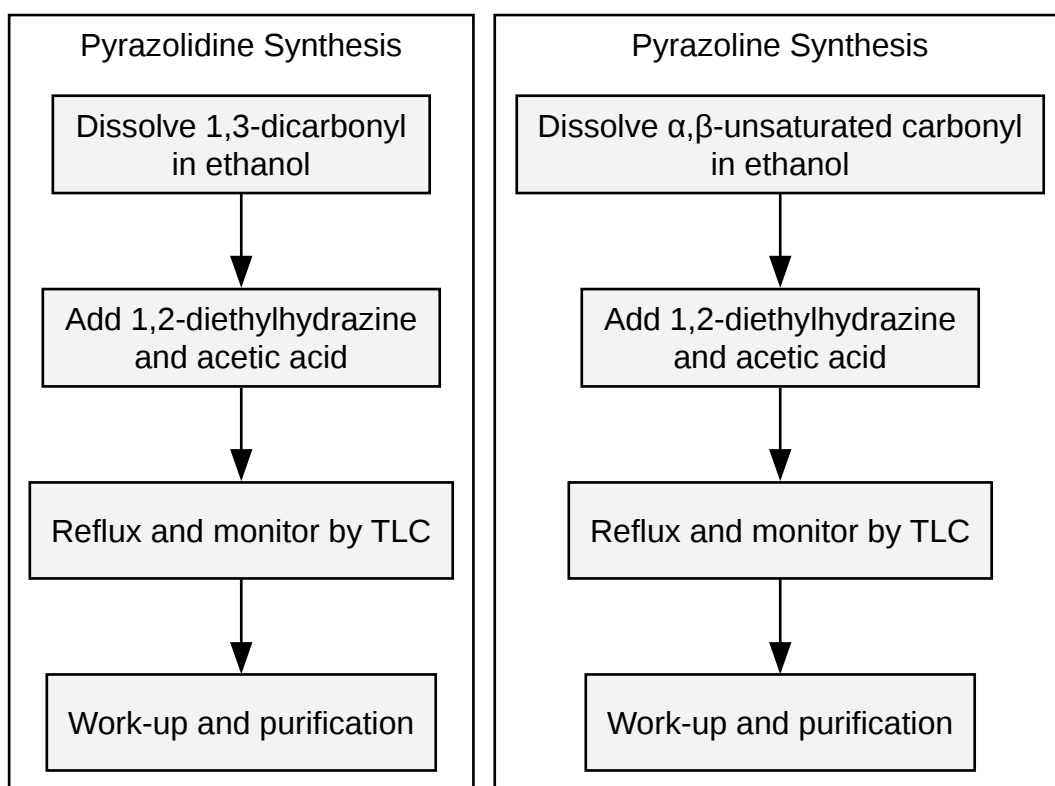 Pyrazolidine Synthesis
Dissolve 1,3-dicarbonyl
in ethanol
Add 1,2-diethylhydrazine
and acetic acid
Reflux and monitor by TLC
Work-up and purification
Pyrazoline Synthesis
Dissolve α,β-unsaturated carbonyl
in ethanol
Add 1,2-diethylhydrazine
and acetic acid
Reflux and monitor by TLC
Work-up and purification